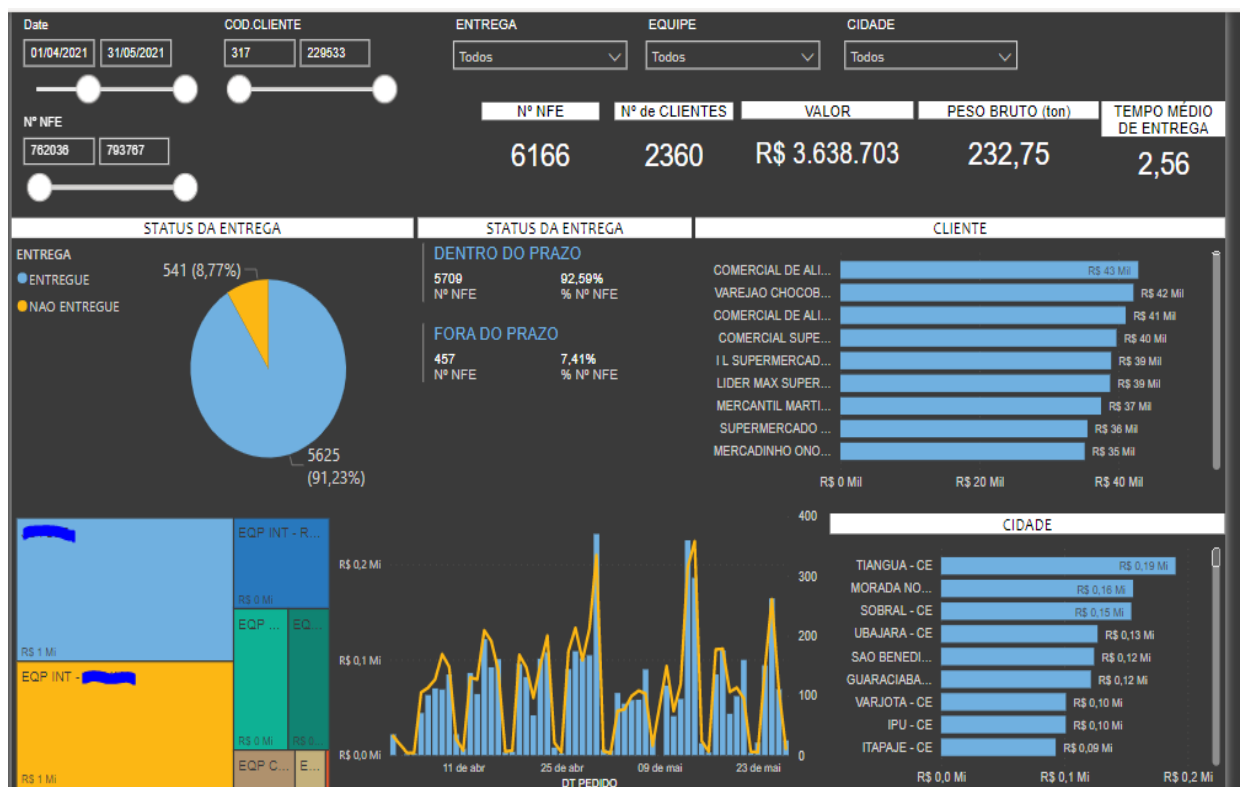 Date
01/04/2021 31/05/2021
COD.CLIENTE
317 229533
ENTREGA
Todos
EQUIPE
Todos
CIDADE
Todos
Nº NFE
762036 793767
Nº NFE
6166
Nº de CLIENTES
2360
VALOR
R$ 3.638.703
PESO BRUTO (ton)
232,75
TEMPO MÉDIO
DE ENTREGA
2,56
STATUS DA ENTREGA
ENTREGA
ENTREGUE
NAO ENTREGUE
541 (8,77%)
5625
(91,23%)
STATUS DA ENTREGA
DENTRO DO PRAZO
5709 92,59%
Nº NFE % Nº NFE
FORA DO PRAZO
457 7,41%
Nº NFE % Nº NFE
CLIENTE
COMERCIAL DE ALI... R$ 43 Mil
VAREJAO CHOCOB... R$ 42 Mil
COMERCIAL DE ALI... R$ 41 Mil
COMERCIAL SUPE... R$ 40 Mil
I L SUPERMERCAD... R$ 39 Mil
LIDER MAX SUPER... R$ 39 Mil
MERCANTIL MARTI... R$ 37 Mil
SUPERMERCADO ... R$ 36 Mil
MERCADINHO ONO... R$ 35 Mil
R$ 0 Mil R$ 20 Mil R$ 40 Mil
R$ 1 Mi
EQP INT -
R$ 1 Mi
EQP INT - R...
R$ 0 Mi
EQP ...
R$ 0 Mi
EQ...
R$ 0...
EQP C...
E...
R$ 0,2 Mi
R$ 0,1 Mi
R$ 0,0 Mi
400
300
200
100
0
11 de abr 25 de abr 09 de mai 23 de mai
DT PEDIDO
CIDADE
TIANGUA - CE R$ 0,19 Mi
MORADA NO... R$ 0,16 Mi
SOBRAL - CE R$ 0,15 Mi
UBAJARA - CE R$ 0,13 Mi
SAO BENEDI... R$ 0,12 Mi
GUARACIABA... R$ 0,12 Mi
VARJOTA - CE R$ 0,10 Mi
IPU - CE R$ 0,10 Mi
ITAPAJE - CE R$ 0,09 Mi
R$ 0,0 Mi R$ 0,1 Mi R$ 0,2 Mi